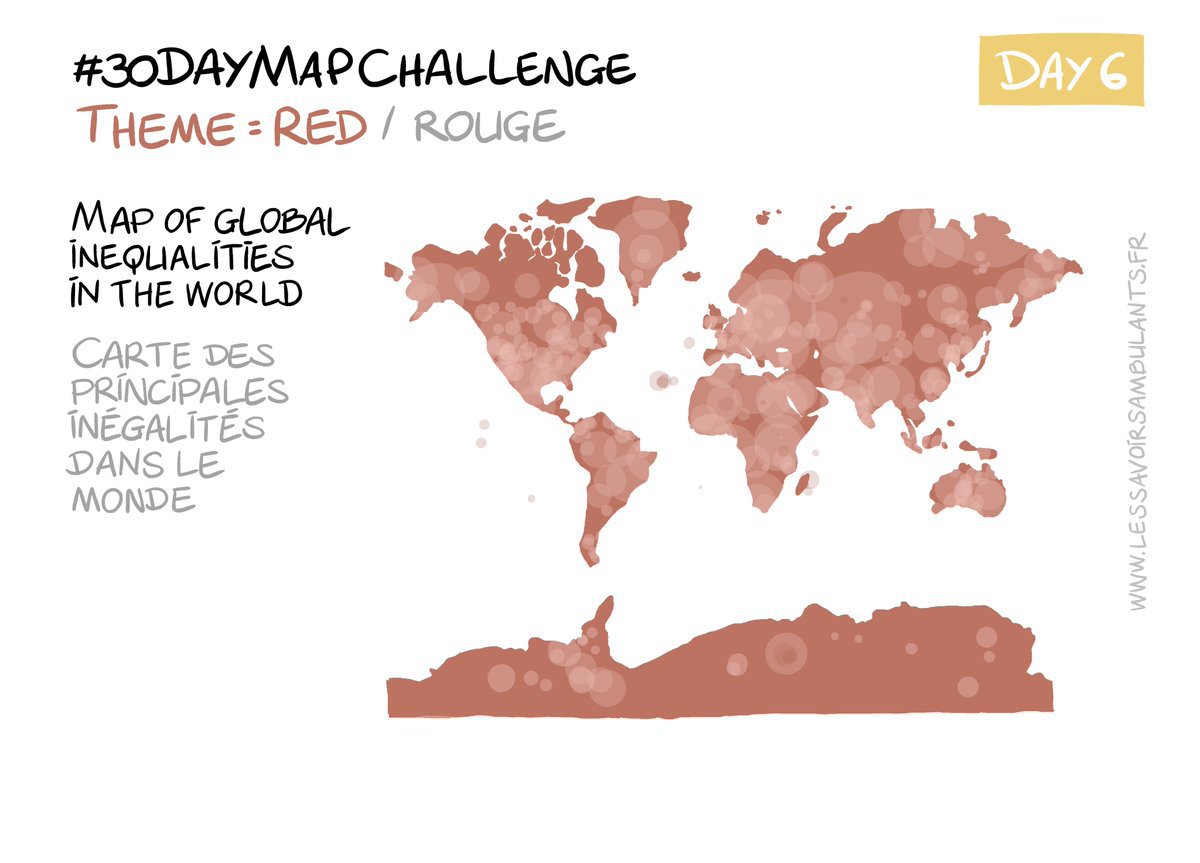 #30DAYMAPCHALLENGE
DAY 6
THEME = RED / ROUGE
MAP OF GLOBAL
INEQUALITIES
IN THE WORLD
CARTE DES
PRINCIPALES
INÉGALITÉS
DANS LE
MONDE
WWW.LESSAVOIRSAMBULANTS.FR